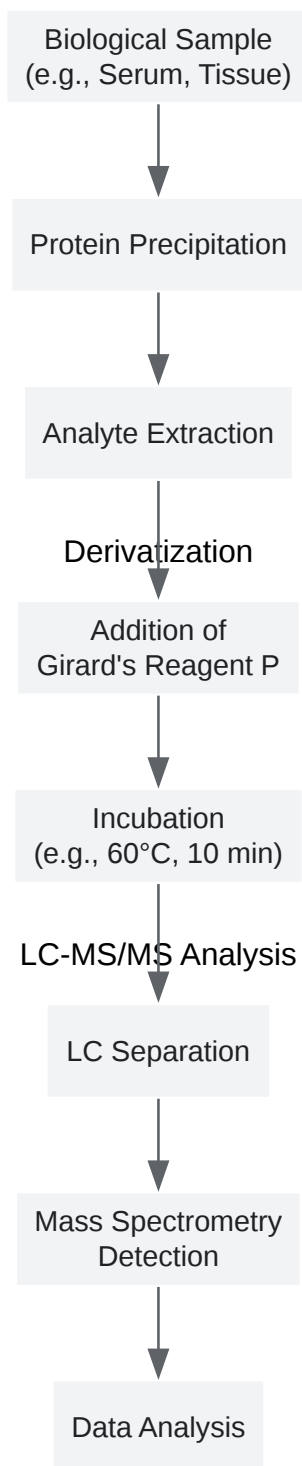 Biological Sample
(e.g., Serum, Tissue)
Protein Precipitation
Analyte Extraction
Derivatization
Addition of
Girard's Reagent P
Incubation
(e.g., 60°C, 10 min)
LC-MS/MS Analysis
LC Separation
Mass Spectrometry
Detection
Data Analysis